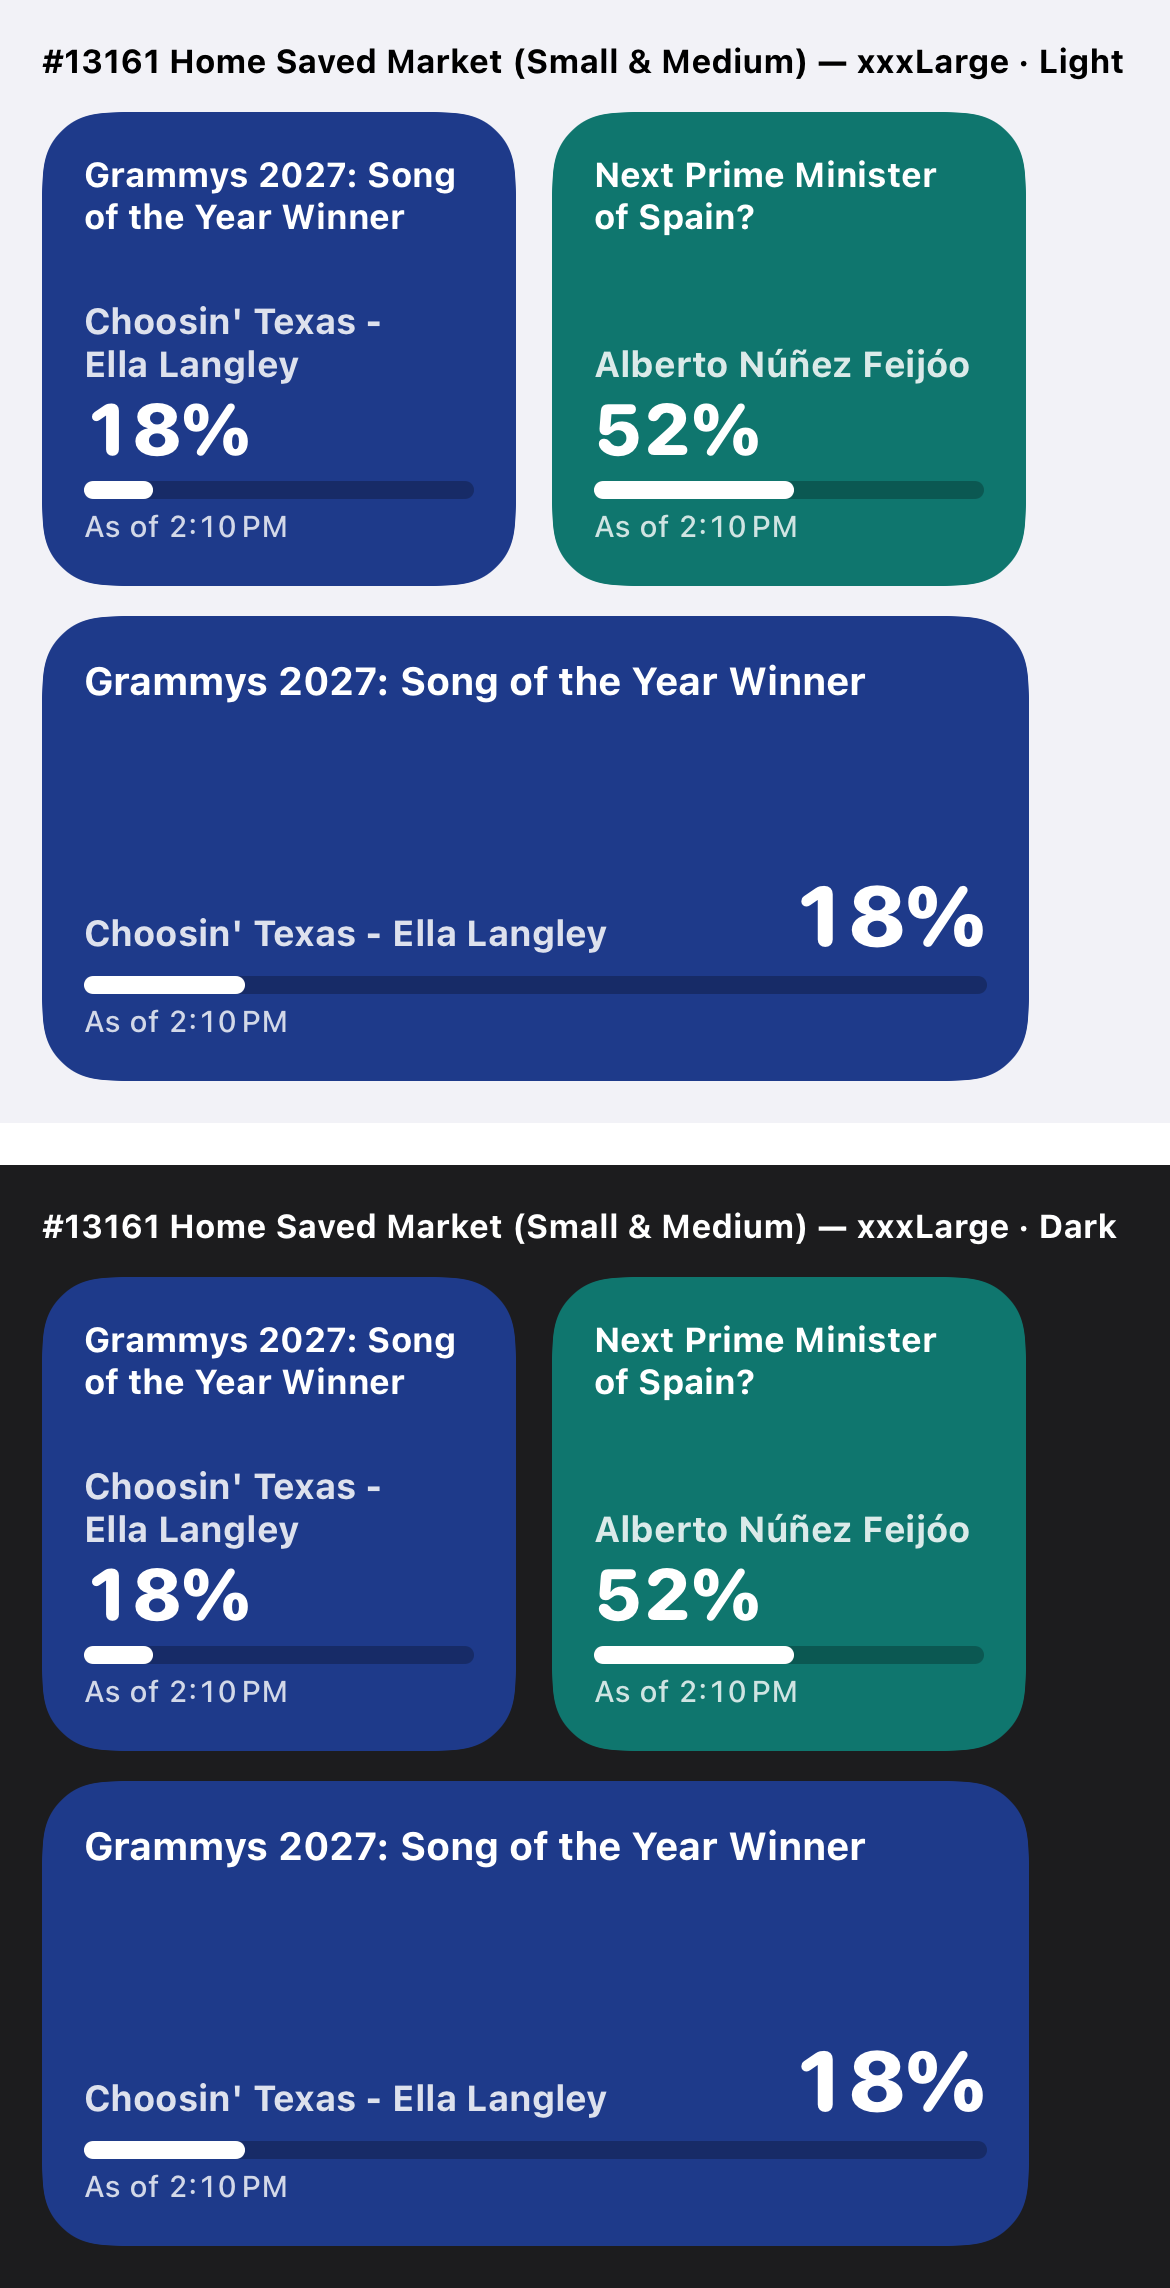 #13161 Home Saved Market (Small & Medium) — xxxLarge · Light
Grammys 2027: Song
of the Year Winner
Choosin' Texas -
Ella Langley
18%
As of 2:10 PM
Next Prime Minister
of Spain?
Alberto Núñez Feijóo
52%
As of 2:10 PM
Grammys 2027: Song of the Year Winner
Choosin' Texas - Ella Langley
18%
As of 2:10 PM
#13161 Home Saved Market (Small & Medium) — xxxLarge · Dark
Grammys 2027: Song
of the Year Winner
Choosin' Texas -
Ella Langley
18%
As of 2:10 PM
Next Prime Minister
of Spain?
Alberto Núñez Feijóo
52%
As of 2:10 PM
Grammys 2027: Song of the Year Winner
Choosin' Texas - Ella Langley
18%
As of 2:10 PM